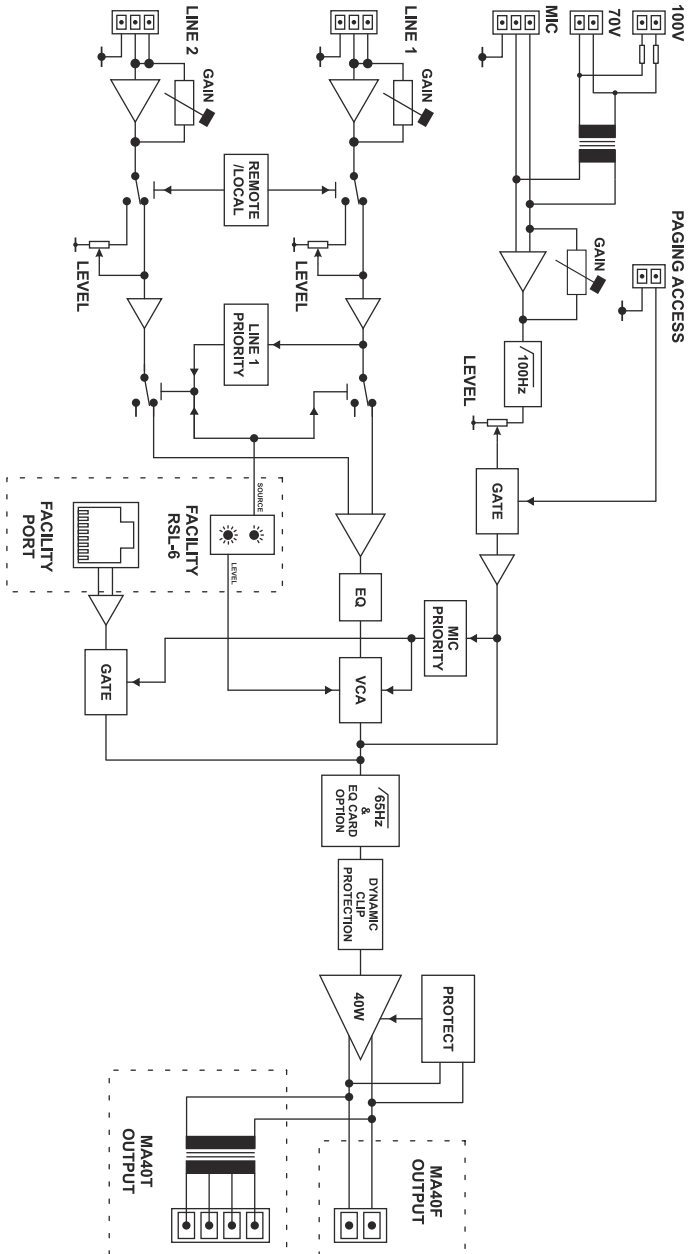 100V
70V
MIC
PAGING ACCESS
LINE 1
LINE 2
GAIN
GAIN
GAIN
REMOTE
/LOCAL
100Hz
LEVEL
LEVEL
LEVEL
LINE 1
PRIORITY
GATE
SOURCE
LEVEL
FACILITY
RSL-6
FACILITY
PORT
EQ
MIC
PRIORITY
VCA
GATE
65Hz
&
EQ CARD
OPTION
DYNAMIC
CLIP
PROTECTION
40W
PROTECT
MA40F
OUTPUT
MA40T
OUTPUT